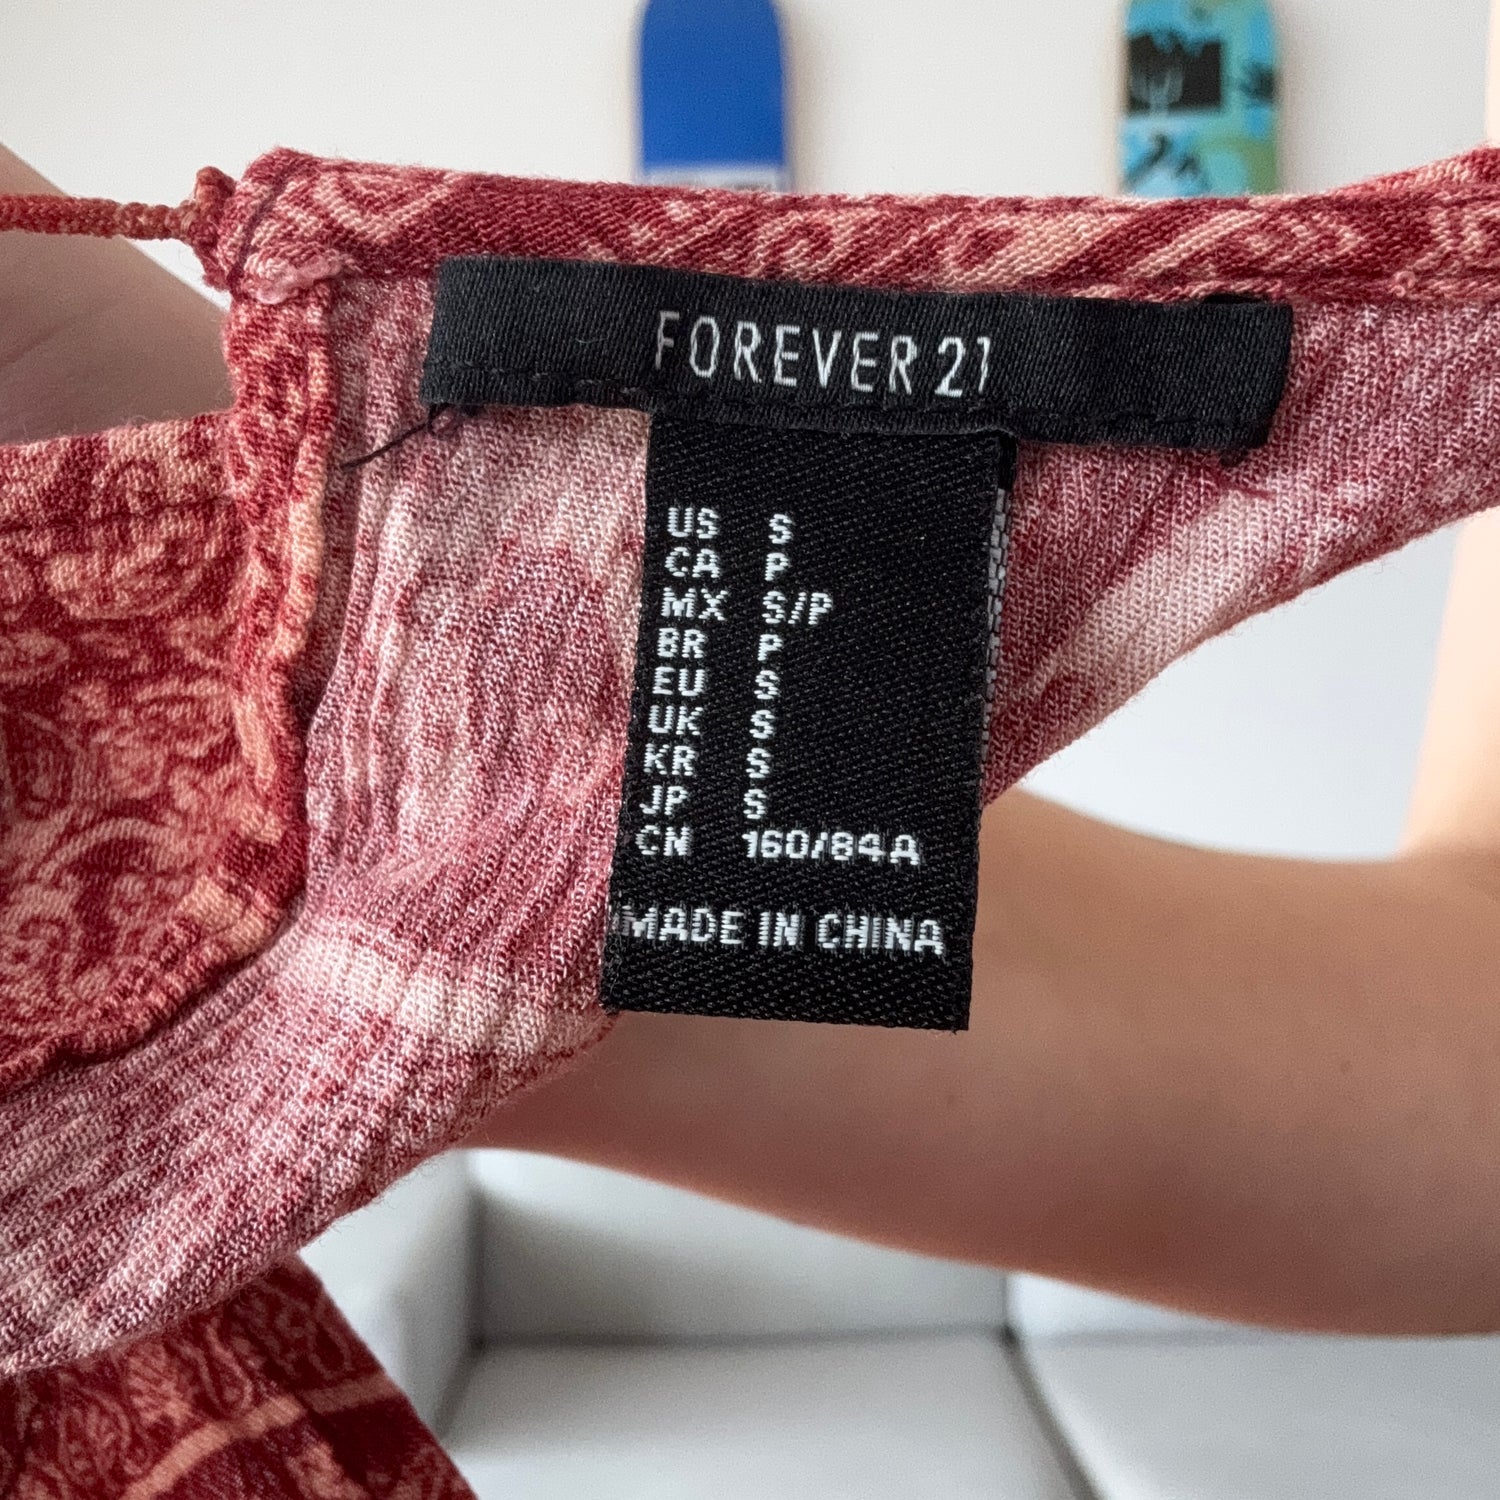 FOREVER 21
US S
CA P
MX S/P
BR P
EU S
UK S
KR S
JP S
CN 160/84A
MADE IN CHINA